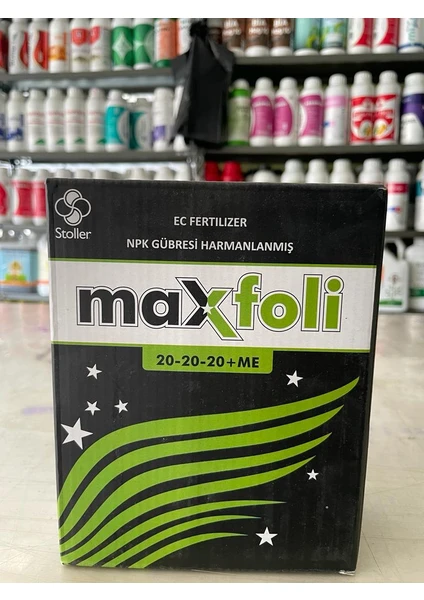 Stoller
EC FERTILIZER
NPK GÜBRESİ HARMANLANMIŞ
maxfoli
20-20-20+ME